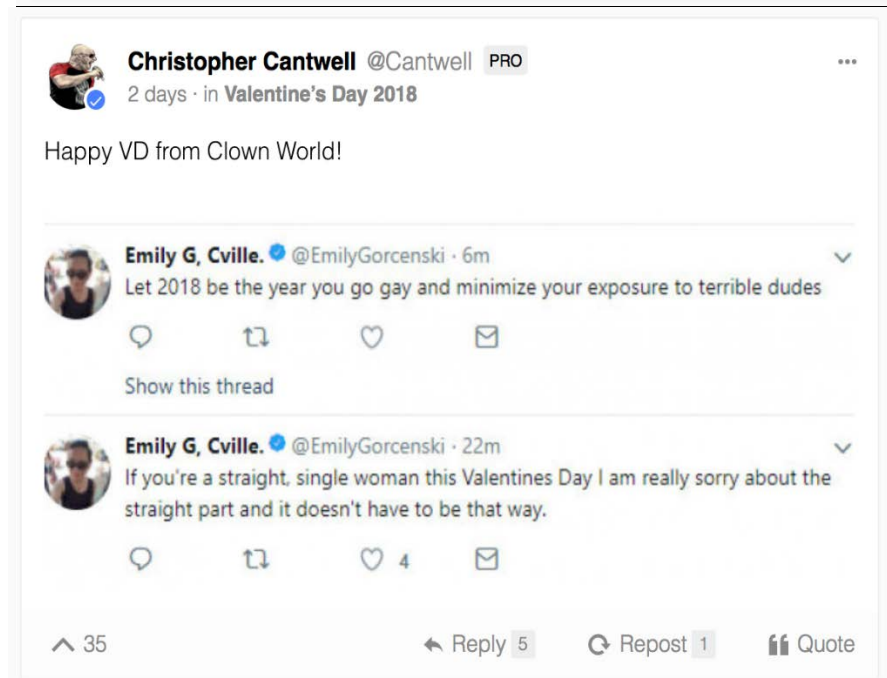 Christopher Cantwell @Cantwell PRO
2 days · in Valentine's Day 2018
Happy VD from Clown World!
Emily G, Cville. @EmilyGorcenski · 6m
Let 2018 be the year you go gay and minimize your exposure to terrible dudes
Show this thread
Emily G, Cville. @EmilyGorcenski · 22m
If you're a straight, single woman this Valentines Day I am really sorry about the
straight part and it doesn't have to be that way.
4
35 Reply 5 Repost 1 Quote